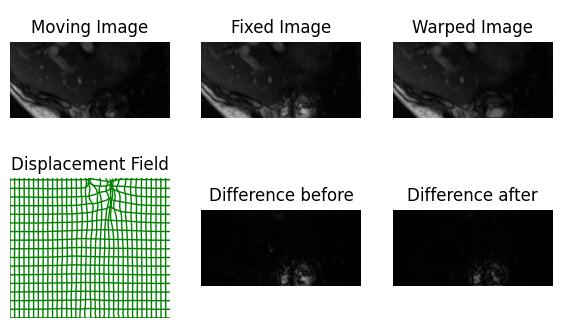 Moving Image
Fixed Image
Warped Image
Displacement Field
Difference before
Difference after